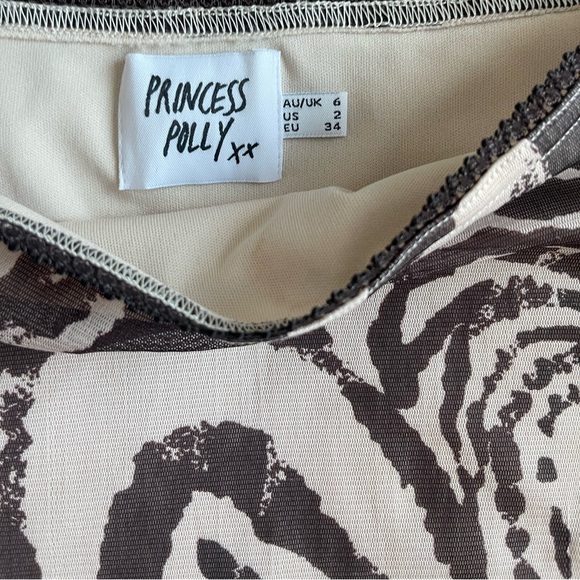 PRINCESS
POLLY xx
AU/UK 6
US 2
EU 34